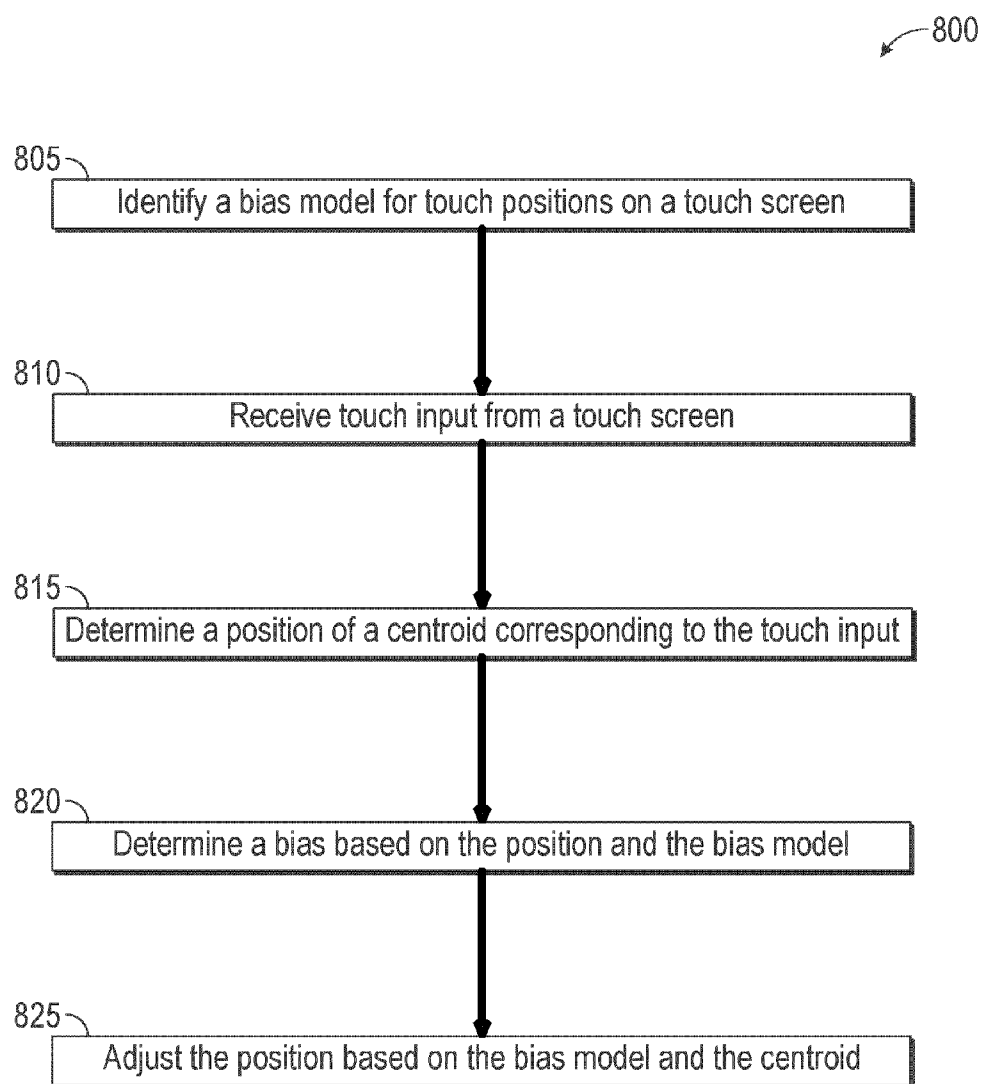 800
805
Identify a bias model for touch positions on a touch screen
810
Receive touch input from a touch screen
815
Determine a position of a centroid corresponding to the touch input
820
Determine a bias based on the position and the bias model
825
Adjust the position based on the bias model and the centroid